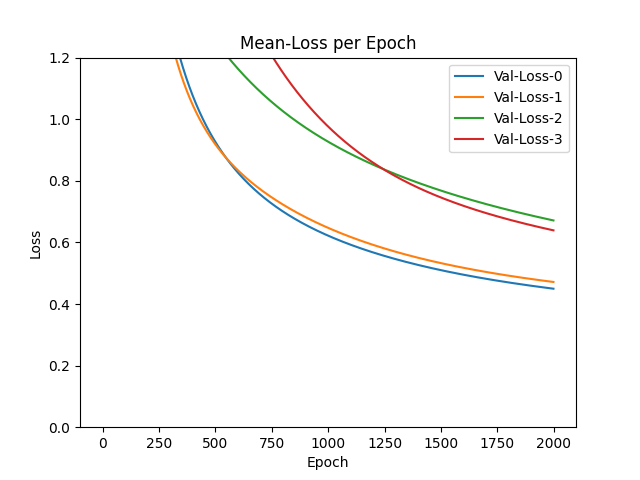 Mean-Loss per Epoch
Val-Loss-0
Val-Loss-1
Val-Loss-2
Val-Loss-3
1.2
1.0
0.8
0.6
0.4
0.2
0.0
Loss
0 250 500 750 1000 1250 1500 1750 2000
Epoch